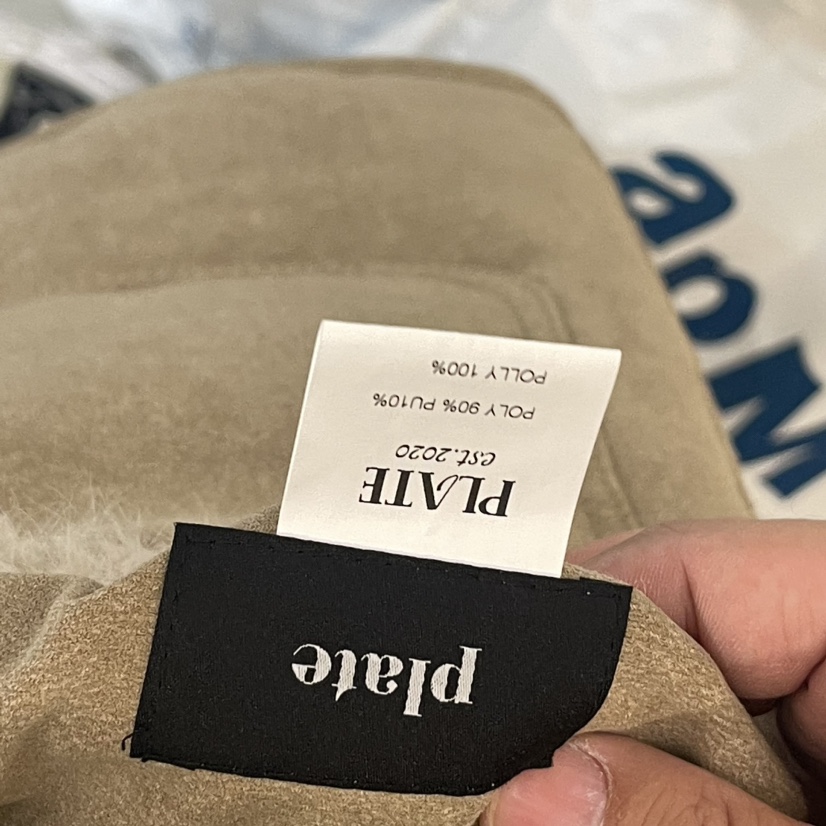 plate
PLATE
est.2020
POLY 90% PU10%
POLLY 100%